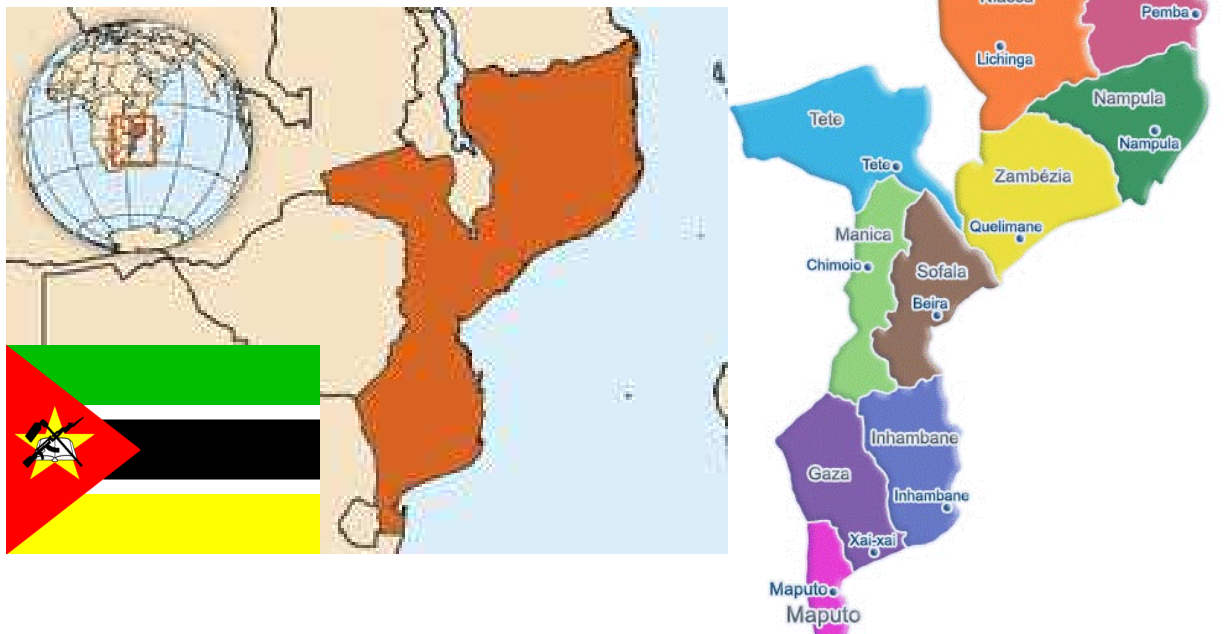 Pemba
Lichinga
Nampula
Tete
Nampula
Tete
Zambézia
Quelimane
Manica
Chimoio
Sofala
Beira
Inhambane
Gaza
Inhambane
Xai-xai
Maputo
Maputo